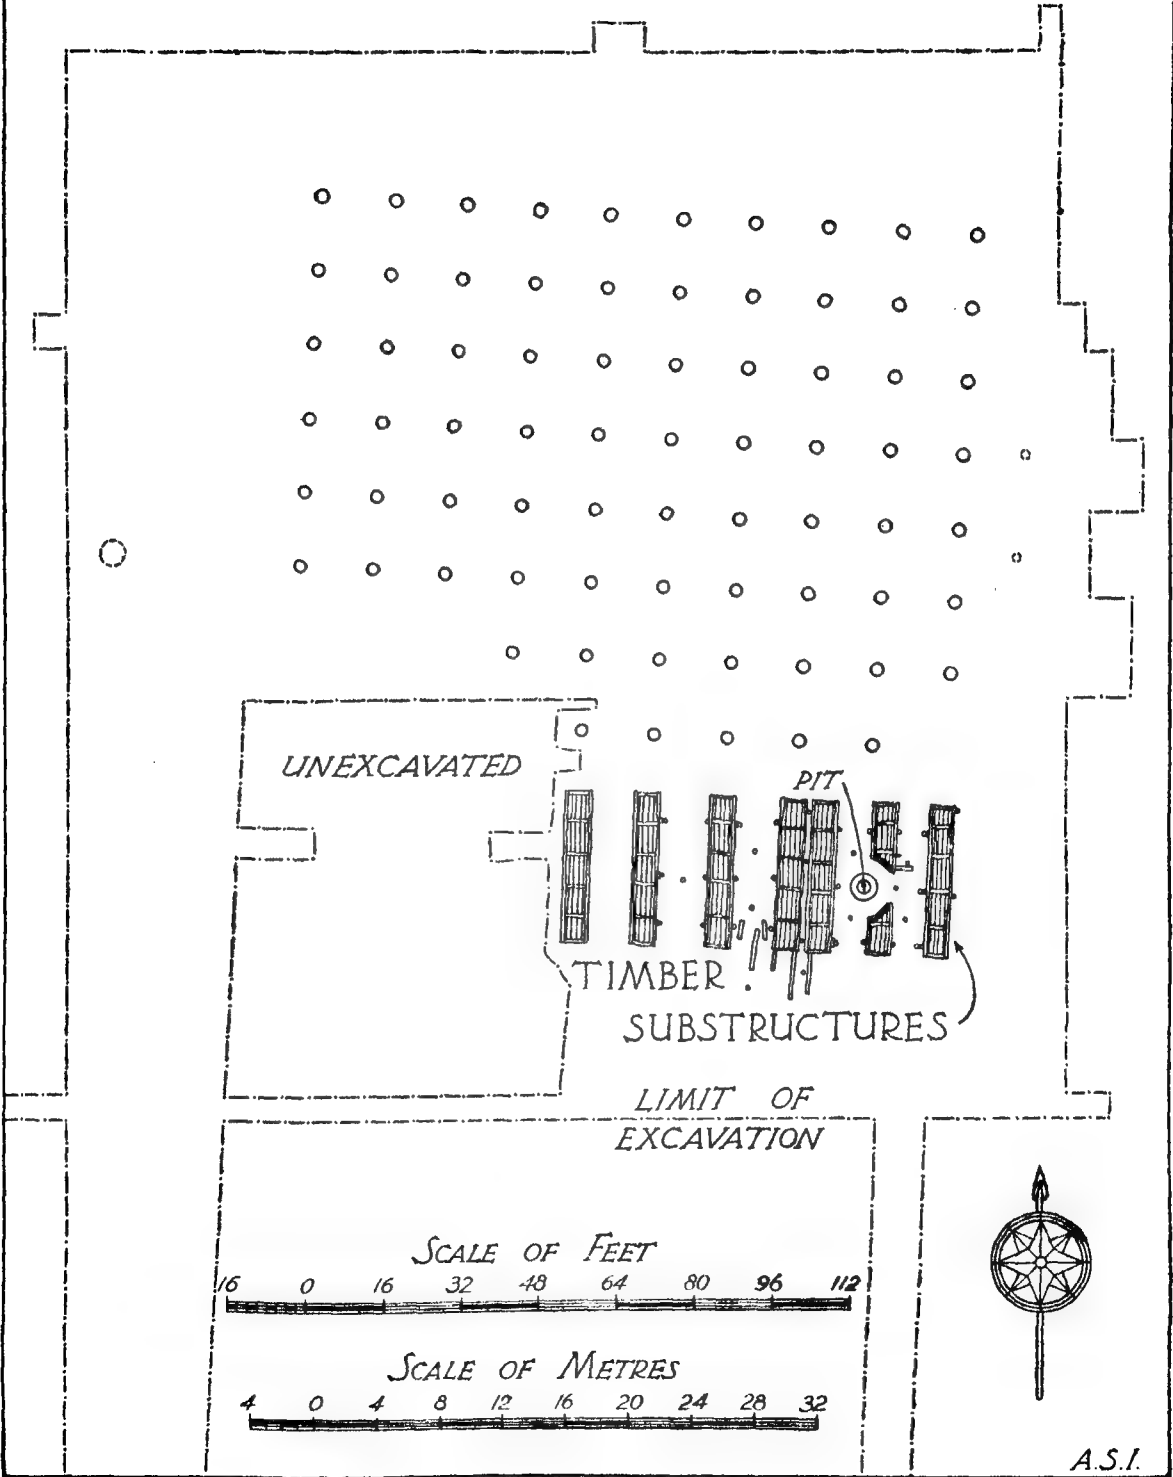 UNEXCAVATED
PIT
TIMBER
SUBSTRUCTURES
LIMIT OF
EXCAVATION
SCALE OF FEET
16 0 16 32 48 64 80 96 112
SCALE OF METRES
4 0 4 8 12 16 20 24 28 32
A.S.I.